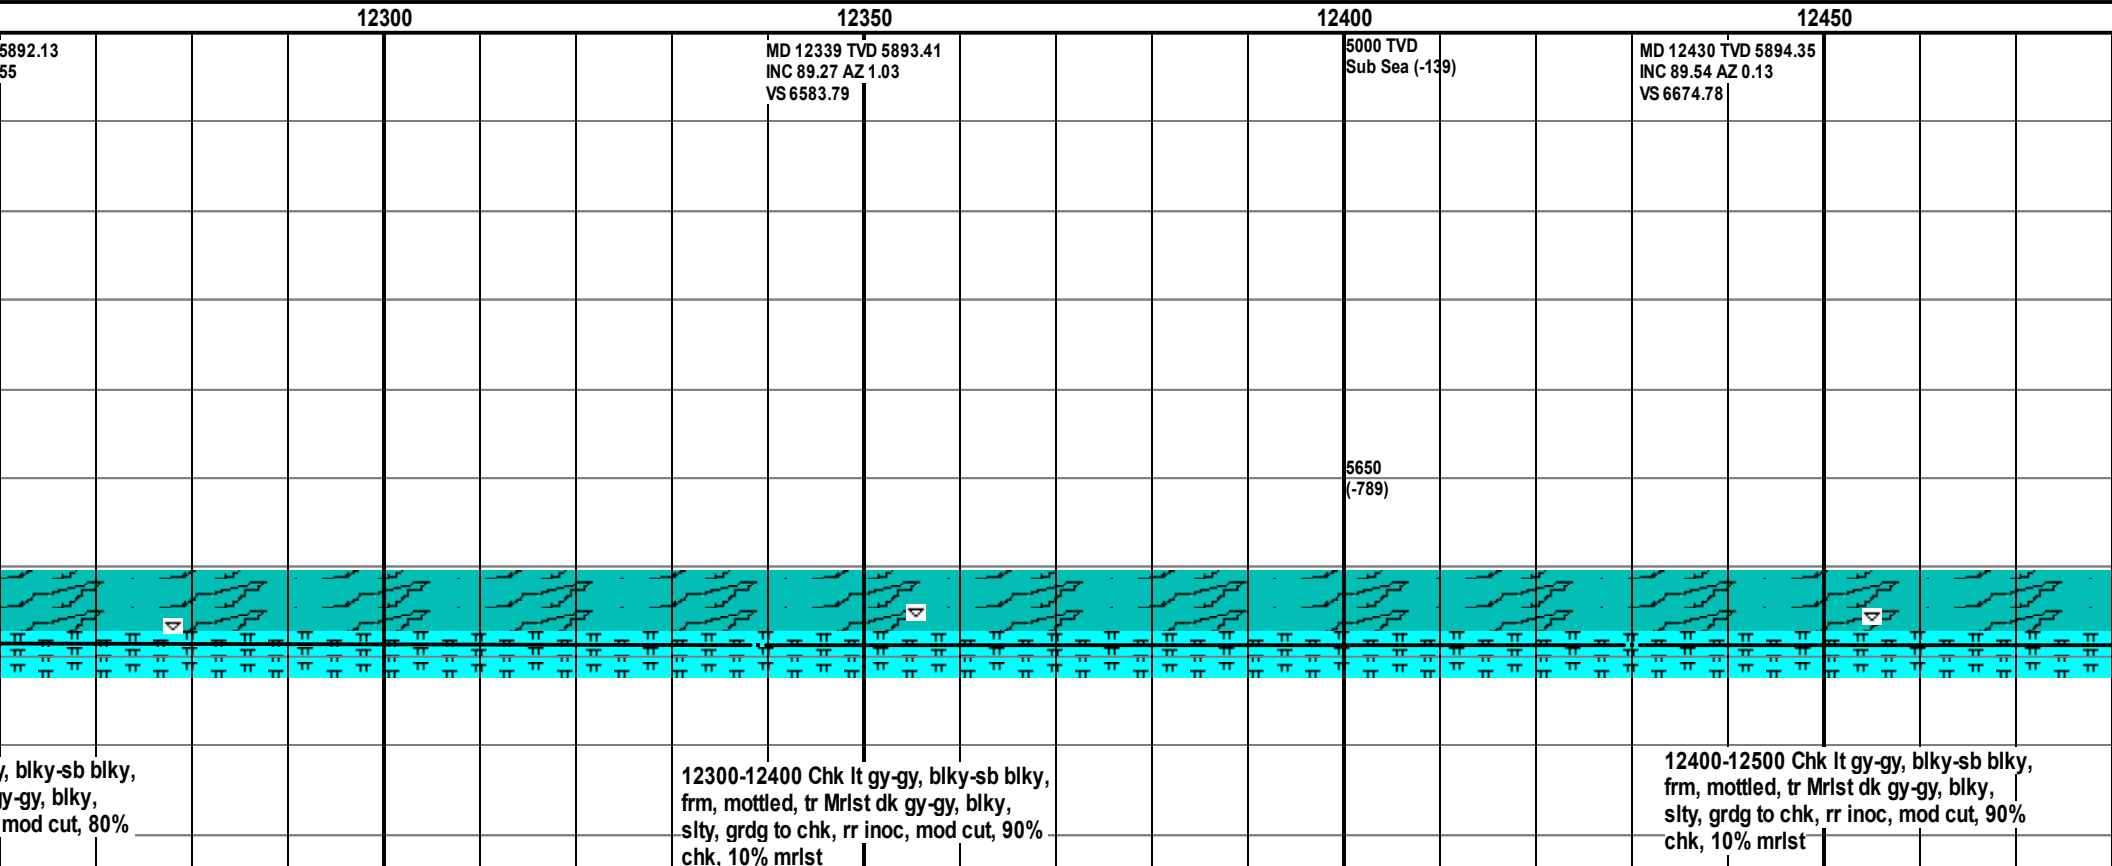 12300
12350
12400
12450
5892.13
55
MD 12339 TVD 5893.41
INC 89.27 AZ 1.03
VS 6583.79
5000 TVD
Sub Sea (-139)
MD 12430 TVD 5894.35
INC 89.54 AZ 0.13
VS 6674.78
5650
(-789)
y, blky-sb blky,
gy-gy, blky,
mod cut, 80%
12300-12400 Chk lt gy-gy, blky-sb blky,
frm, mottled, tr Mrlst dk gy-gy, blky,
slty, grdg to chk, rr inoc, mod cut, 90%
chk, 10% mrlst
12400-12500 Chk lt gy-gy, blky-sb blky,
frm, mottled, tr Mrlst dk gy-gy, blky,
slty, grdg to chk, rr inoc, mod cut, 90%
chk, 10% mrlst